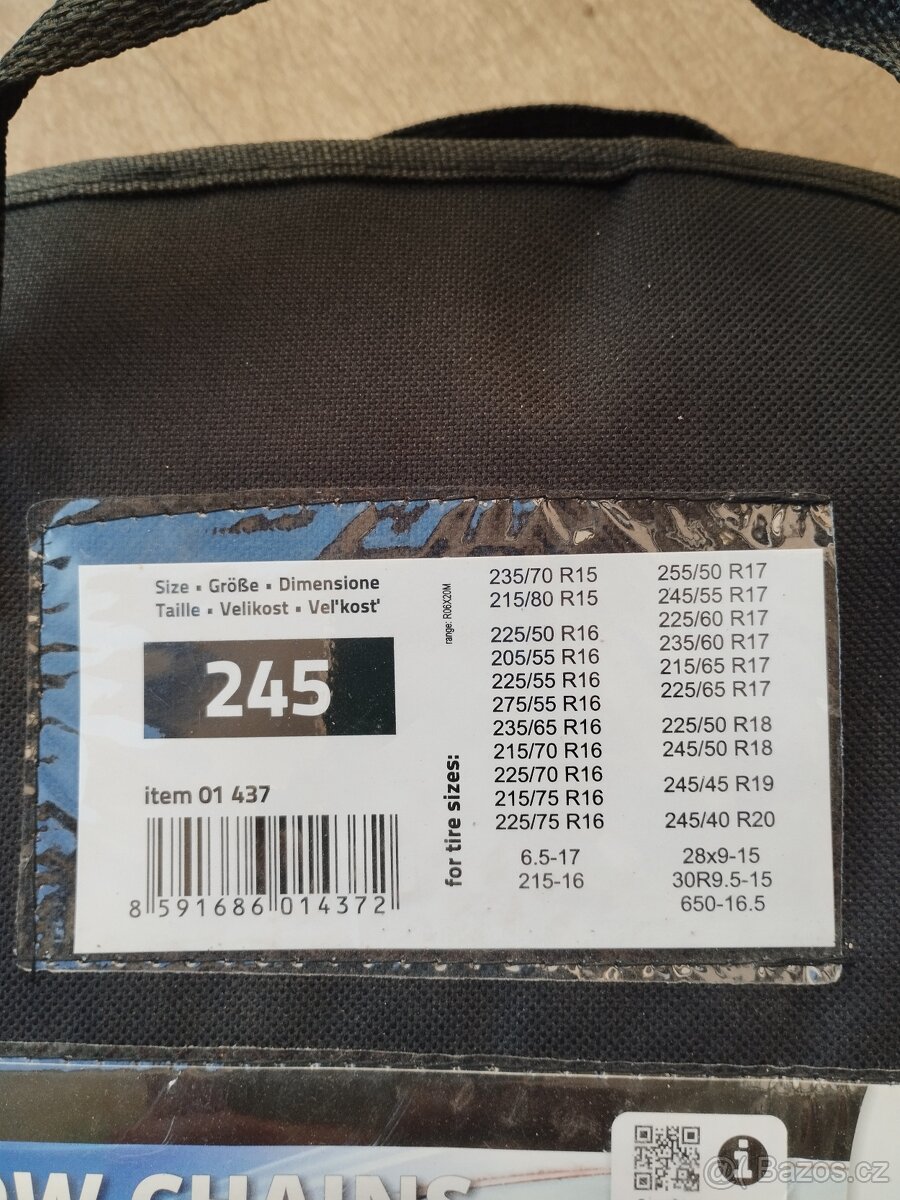 Size ▪ Größe ▪ Dimensione
Taille ▪ Velikost ▪ Vel'kost'
245
item 01 437
8 591686 014372
range: R06X20M
for tire sizes:
235/70 R15
215/80 R15
225/50 R16
205/55 R16
225/55 R16
275/55 R16
235/65 R16
215/70 R16
225/70 R16
215/75 R16
225/75 R16
6.5-17
215-16
255/50 R17
245/55 R17
225/60 R17
235/60 R17
215/65 R17
225/65 R17
225/50 R18
245/50 R18
245/45 R19
245/40 R20
28x9-15
30R9.5-15
650-16.5
OW CHAINS
i
@ Bazos.cz